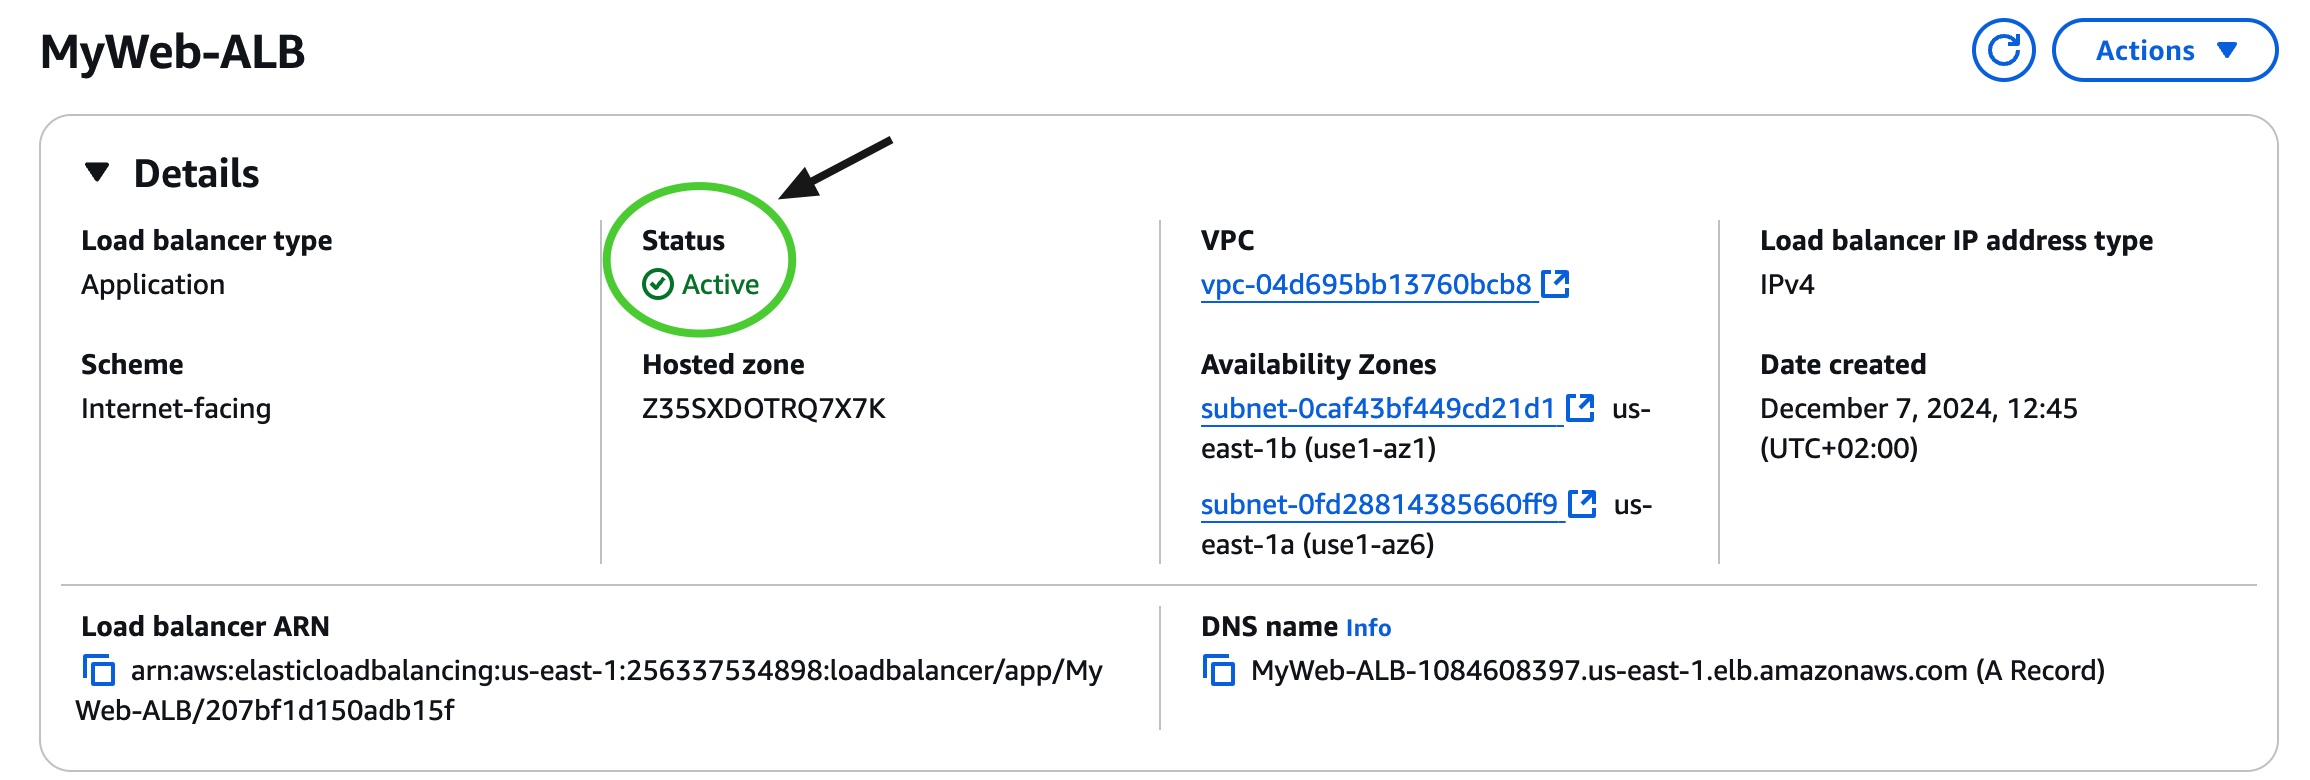 MyWeb-ALB
Actions
Details
Load balancer type
Application
Status
Active
VPC
vpc-04d695bb13760bcb8
Load balancer IP address type
IPv4
Scheme
Internet-facing
Hosted zone
Z35SXDOTRQ7X7K
Availability Zones
subnet-0caf43bf449cd21d1 us-
east-1b (use1-az1)
subnet-0fd28814385660ff9 us-
east-1a (use1-az6)
Date created
December 7, 2024, 12:45
(UTC+02:00)
Load balancer ARN
arn:aws:elasticloadbalancing:us-east-1:256337534898:loadbalancer/app/My
Web-ALB/207bf1d150adb15f
DNS name Info
MyWeb-ALB-1084608397.us-east-1.elb.amazonaws.com (A Record)